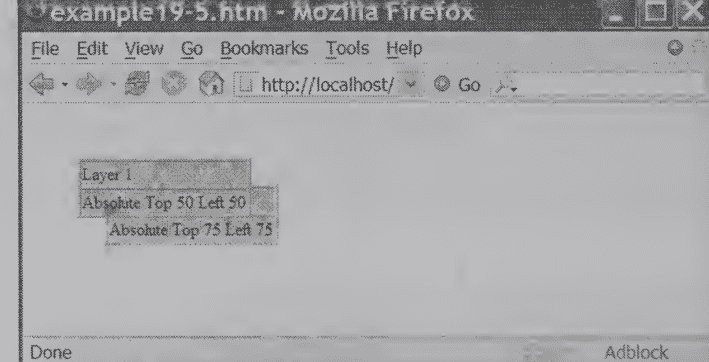 example19-5.htm - Mozilla Firefox
File Edit View Go Bookmarks Tools Help
http://localhost/ Go
Layer 1
Absolute Top 50 Left 50
Absolute Top 75 Left 75
Done Adblock